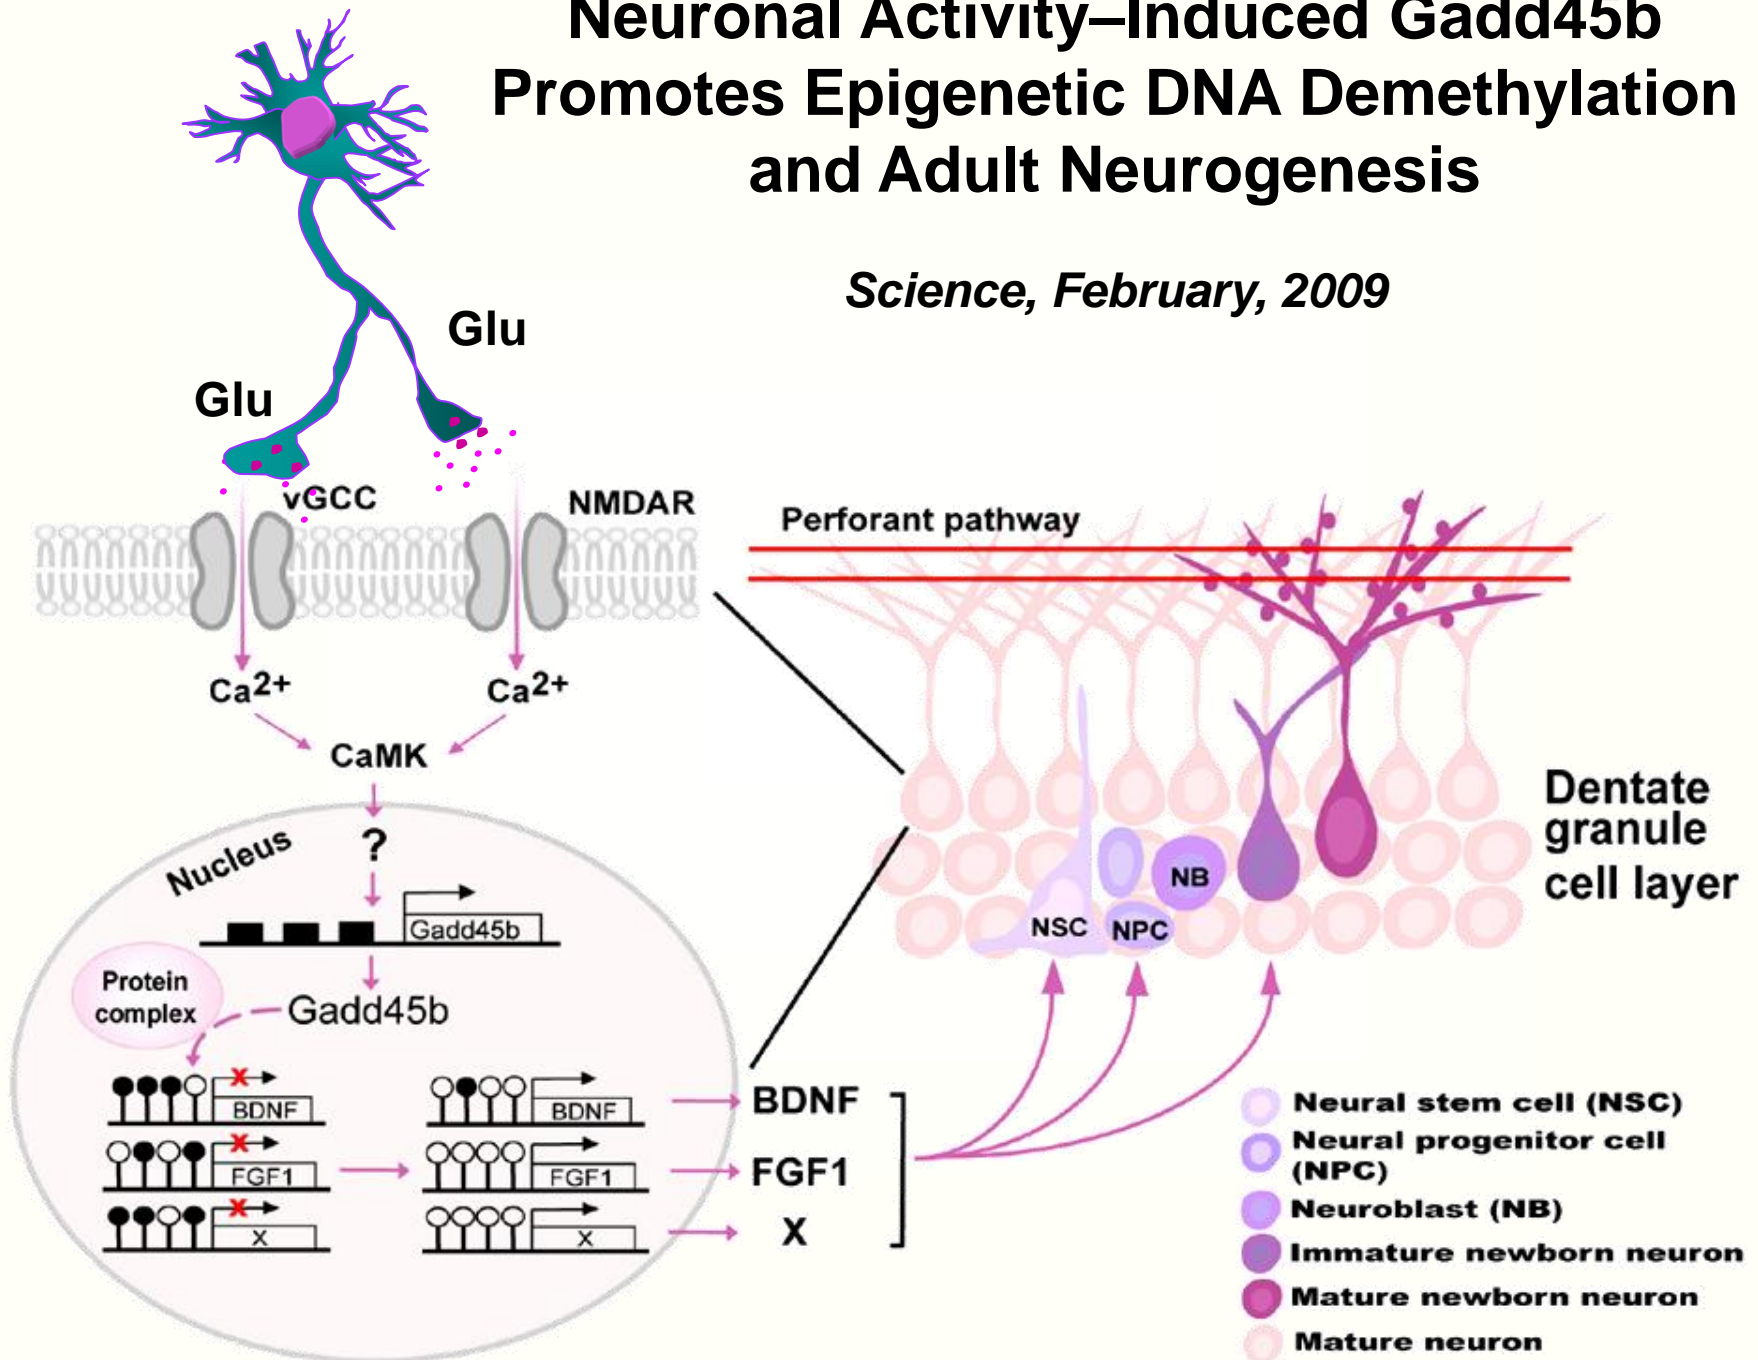 Neuronal Activity–Induced Gadd45b
Promotes Epigenetic DNA Demethylation
and Adult Neurogenesis
Science, February, 2009
Glu
Glu
vGCC
NMDAR
Perforant pathway
Ca2+
Ca2+
CaMK
Nucleus
?
Gadd45b
Protein
complex
Gadd45b
X
BDNF
BDNF
BDNF
X
FGF1
FGF1
FGF1
X
X
X
X
NSC
NPC
NB
Dentate
granule
cell layer
Neural stem cell (NSC)
Neural progenitor cell
(NPC)
Neuroblast (NB)
Immature newborn neuron
Mature newborn neuron
Mature neuron